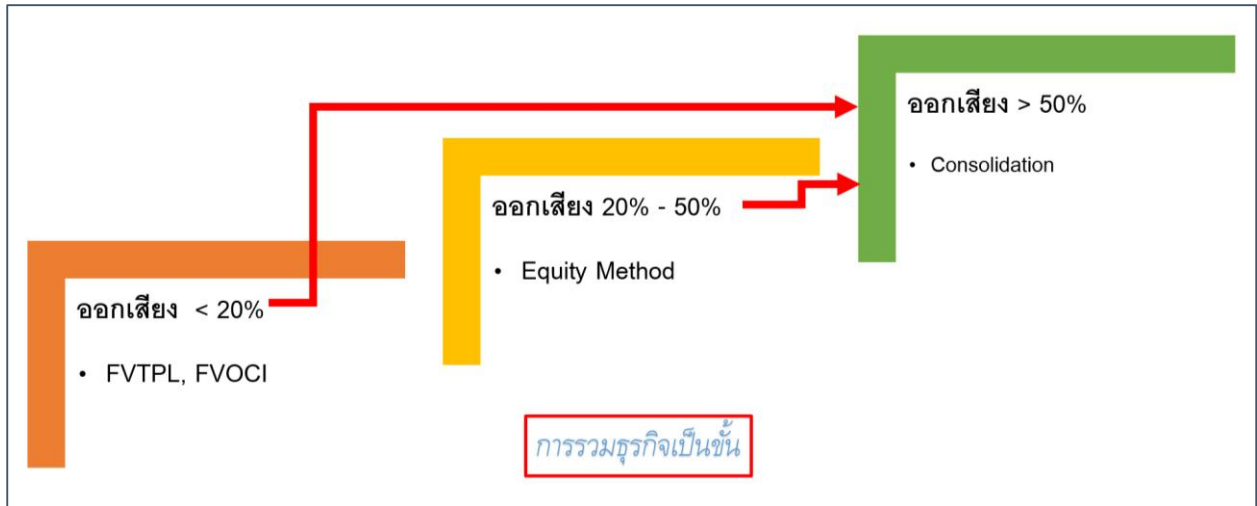 ออกเสียง > 50%
• Consolidation
ออกเสียง 20% - 50%
• Equity Method
ออกเสียง < 20%
• FVTPL, FVOCI
การรวมธุรกิจเป็นขั้น